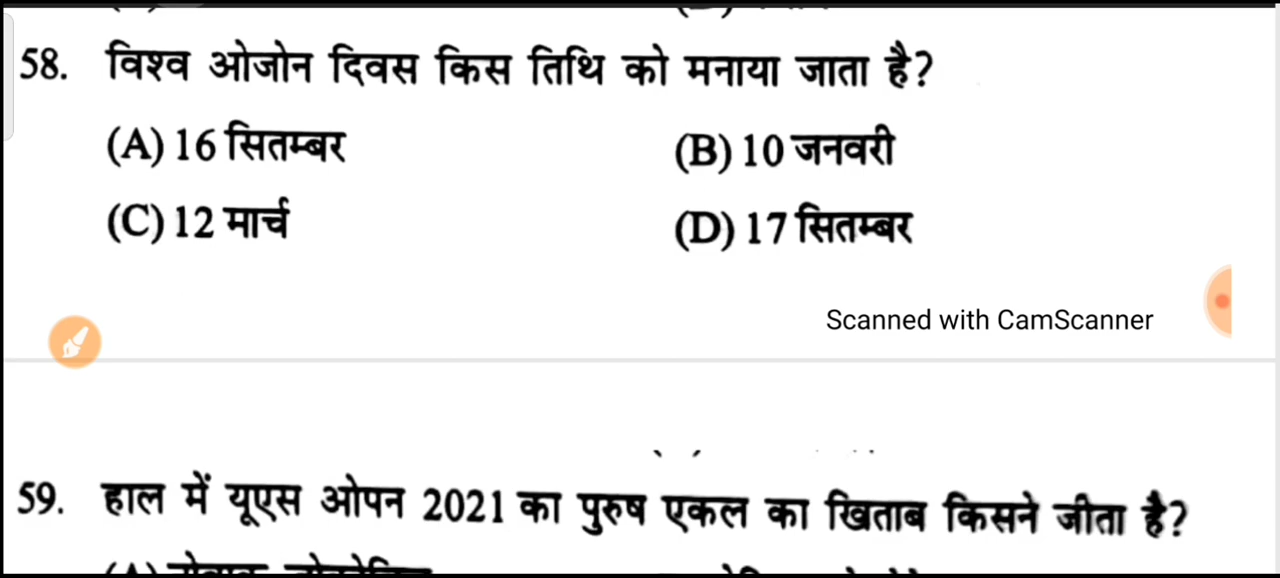 58. विश्व ओजोन दिवस किस तिथि को मनाया जाता है?
(A) 16 सितम्बर (B) 10 जनवरी
(C) 12 मार्च (D) 17 सितम्बर
Scanned with CamScanner
59. हाल में यूएस ओपन 2021 का पुरुष एकल का खिताब किसने जीता है?